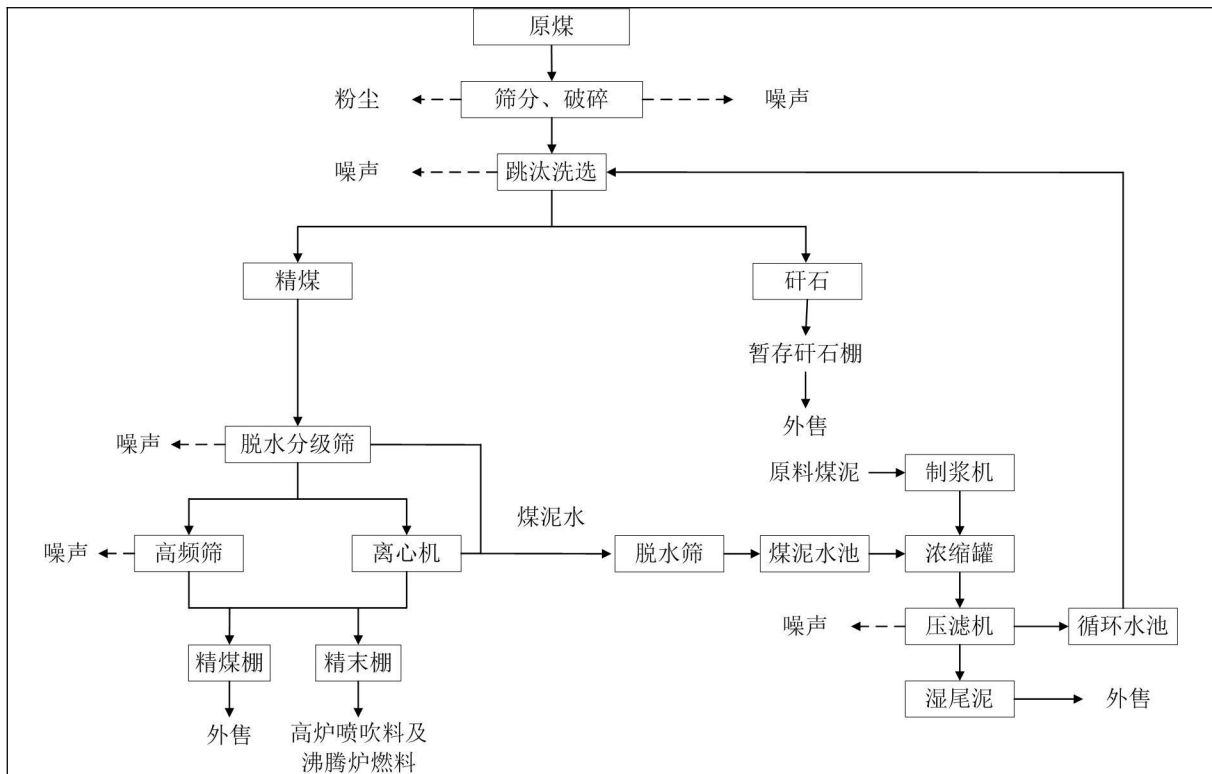 原煤
粉尘
筛分、破碎
噪声
噪声
跳汰洗选
精煤
矸石
暂存矸石棚
外售
噪声
脱水分级筛
原料煤泥
制浆机
煤泥水
噪声
高频筛
离心机
脱水筛
煤泥水池
浓缩罐
噪声
压滤机
循环水池
精煤棚
精末棚
湿尾泥
外售
外售
高炉喷吹料及
沸腾炉燃料